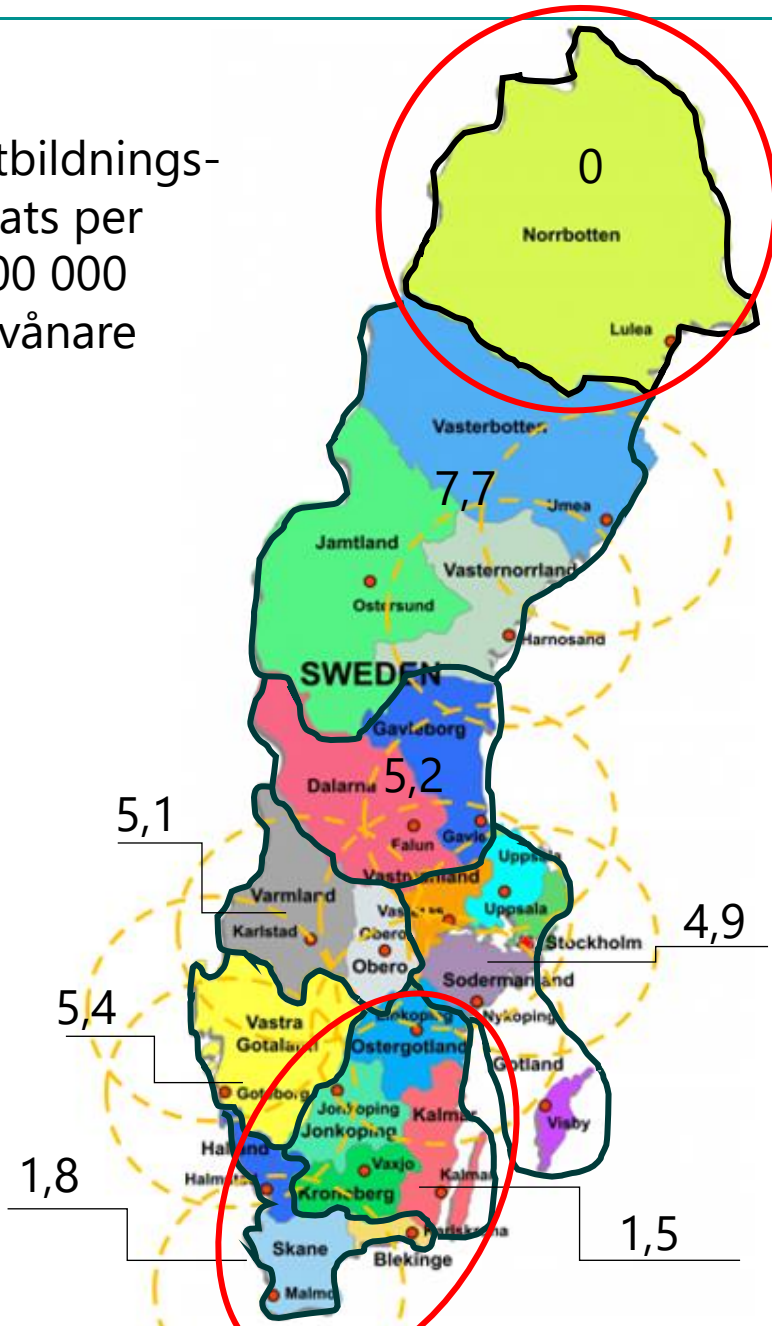 tbildnings-
ats per
00 000
vånare
0
Norrbotten
Lulea
Vasterbotten
7,7
Umea
Jamtland
Vasternorrland
Ostersund
Harnosand
SWEDEN
Gavleborg
Dalarna
5,2
5,1
Falun
Gavle
Uppsala
Varmland
Uppsala
4,9
Karlstad
Stockholm
Obero
Sodermanland
5,4
Vastra
Nykoping
Ostergotland
Gotland
Goteborg
Jonkoping
Kalmar
Visby
Jonkoping
Halland
Vaxjo
1,8
Kalmar
Kronoberg
1,5
Skane
Blekinge
Malmo